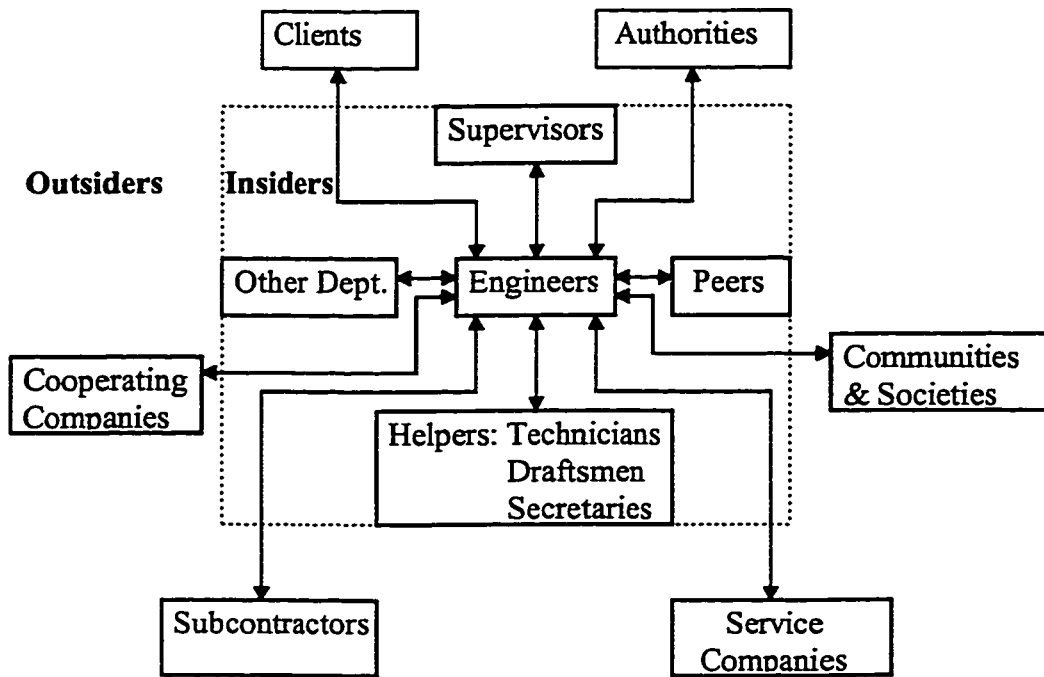 Clients
Authorities
Supervisors
Outsiders
Insiders
Other Dept.
Engineers
Peers
Cooperating
Companies
Communities
& Societies
Helpers: Technicians
Draftsmen
Secretaries
Subcontractors
Service
Companies